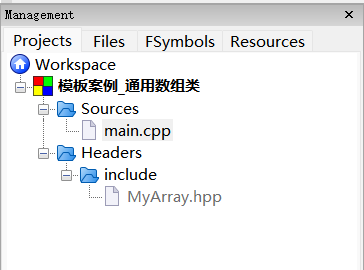 Management
Projects Files FSymbols Resources
Workspace
模板案例_通用数组类
Sources
main.cpp
Headers
include
MyArray.hpp